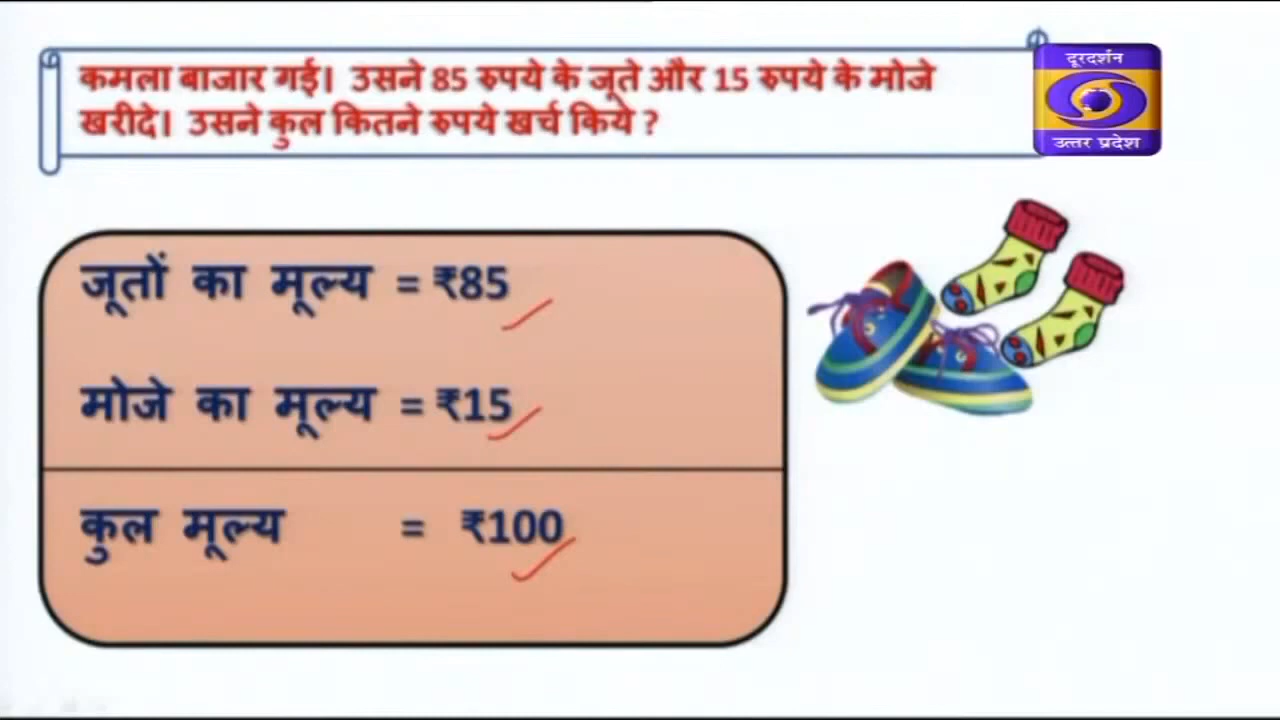 कमला बाजार गई। उसने 85 रुपये के जूते और 15 रुपये के मोजे
खरीदे। उसने कुल कितने रुपये खर्च किये ?
दूरदर्शन
उत्तर प्रदेश
जूतों का मूल्य = ₹85
मोजे का मूल्य = ₹15
कुल मूल्य = ₹100